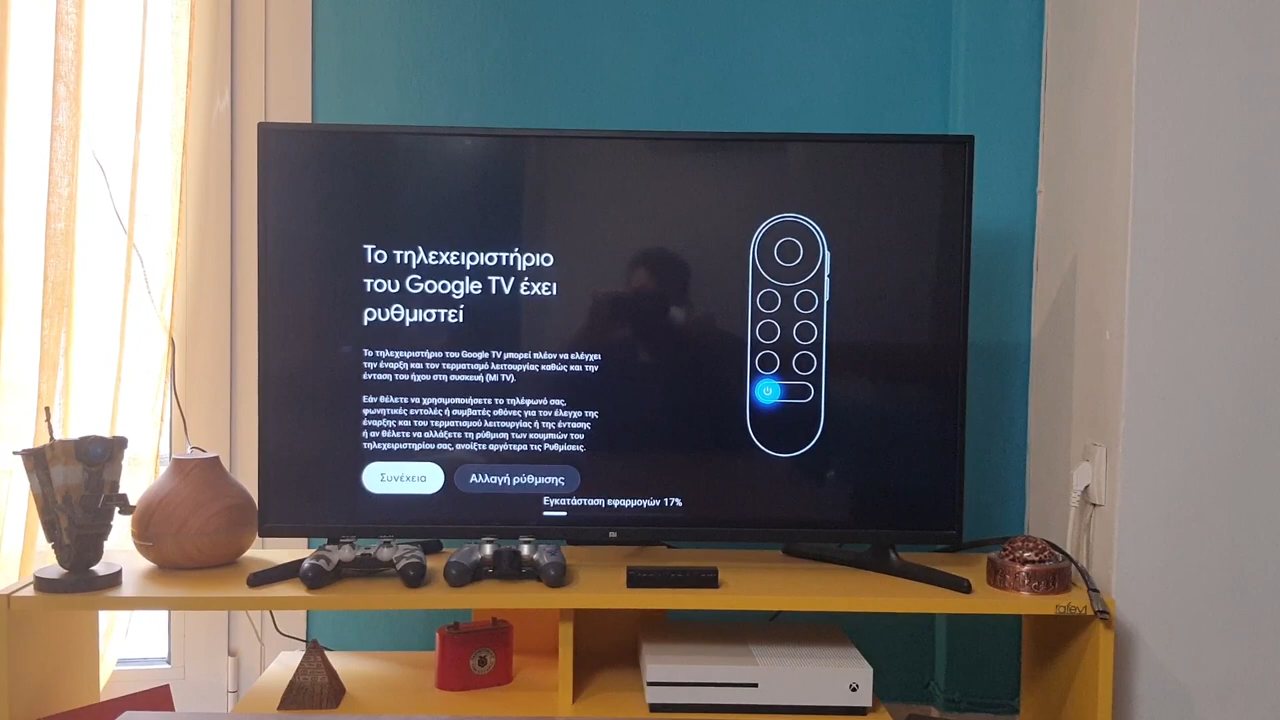 Το τηλεχειριστήριο
του Google TV έχει
ρυθμιστεί
Το τηλεχειριστήριο του Google TV μπορεί πλέον να ελέγχει
την έναρξη και τον τερματισμό λειτουργίας καθώς και την
ένταση του ήχου στη συσκευή (Mi TV).
Εάν θέλετε να χρησιμοποιήσετε το τηλέφωνό σας,
φωνητικές εντολές ή συμβατές οθόνες για τον έλεγχο της
έναρξης και του τερματισμού λειτουργίας ή της έντασης
ή αν θέλετε να αλλάξετε τη ρύθμιση των κουμπιών του
τηλεχειριστηρίου σας, ανοίξτε αργότερα τις Ρυθμίσεις.
Συνέχεια
Αλλαγή ρύθμισης
Εγκατάσταση εφαρμογών 17%
mi